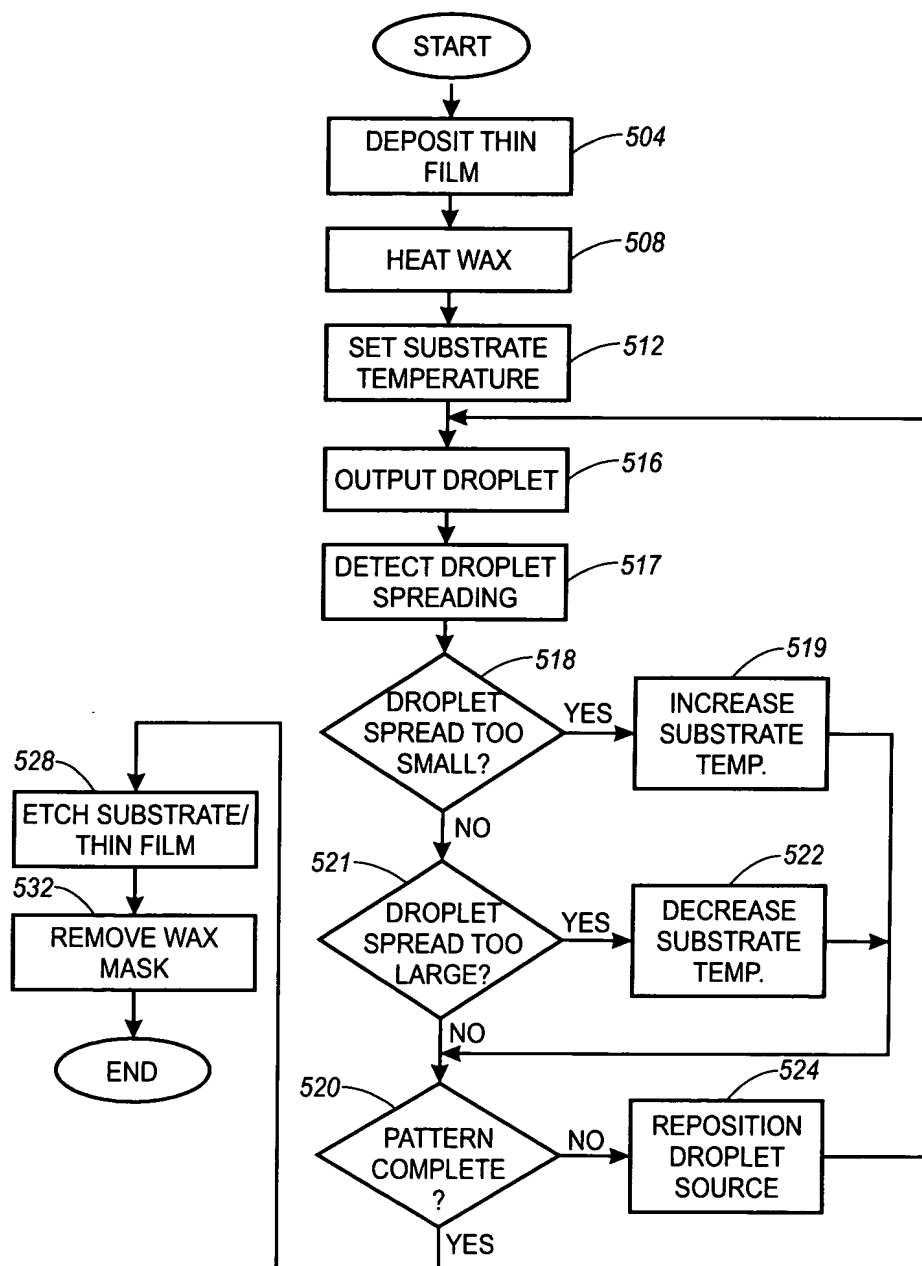 START
504
DEPOSIT THIN
FILM
508
HEAT WAX
512
SET SUBSTRATE
TEMPERATURE
516
OUTPUT DROPLET
517
DETECT DROPLET
SPREADING
518
DROPLET
SPREAD TOO
SMALL?
YES
519
INCREASE
SUBSTRATE
TEMP.
NO
521
DROPLET
SPREAD TOO
LARGE?
YES
522
DECREASE
SUBSTRATE
TEMP.
NO
520
PATTERN
COMPLETE
?
NO
524
REPOSITION
DROPLET
SOURCE
YES
528
ETCH SUBSTRATE/
THIN FILM
532
REMOVE WAX
MASK
END